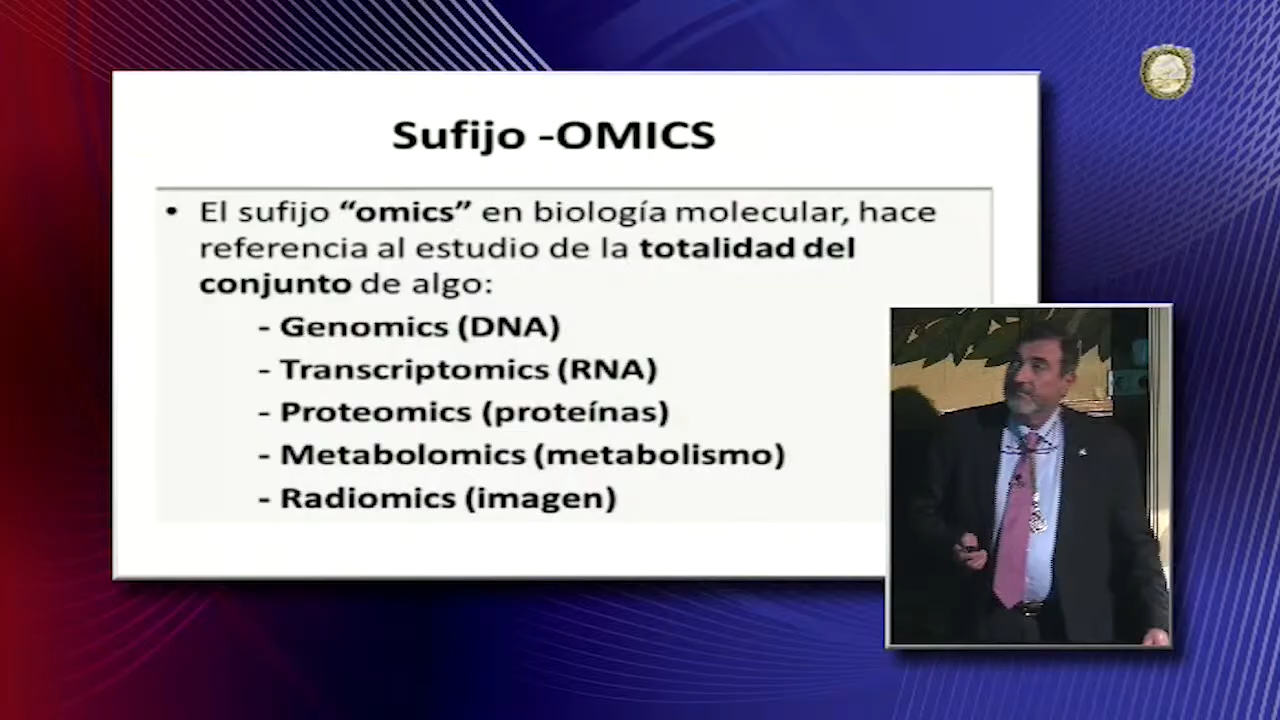 Sufijo -OMICS
• El sufijo “omics” en biología molecular, hace
referencia al estudio de la totalidad del
conjunto de algo:
- Genomics (DNA)
- Transcriptomics (RNA)
- Proteomics (proteínas)
- Metabolomics (metabolismo)
- Radiomics (imagen)